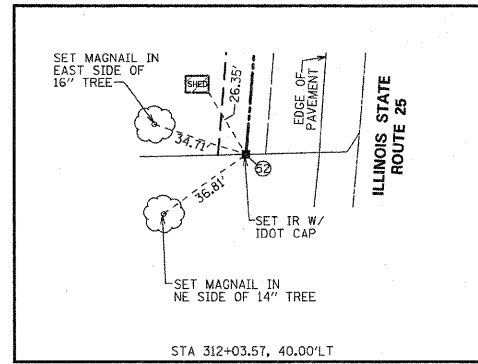 SET MAGNAIL IN
EAST SIDE OF
16" TREE
SHED
26.35'
EDGE OF
PAVEMENT
ILLINOIS STATE
ROUTE 25
34.71'
52
36.81'
SET IR W/
IDOT CAP
SET MAGNAIL IN
NE SIDE OF 14" TREE
STA 312+03.57, 40.00'LT